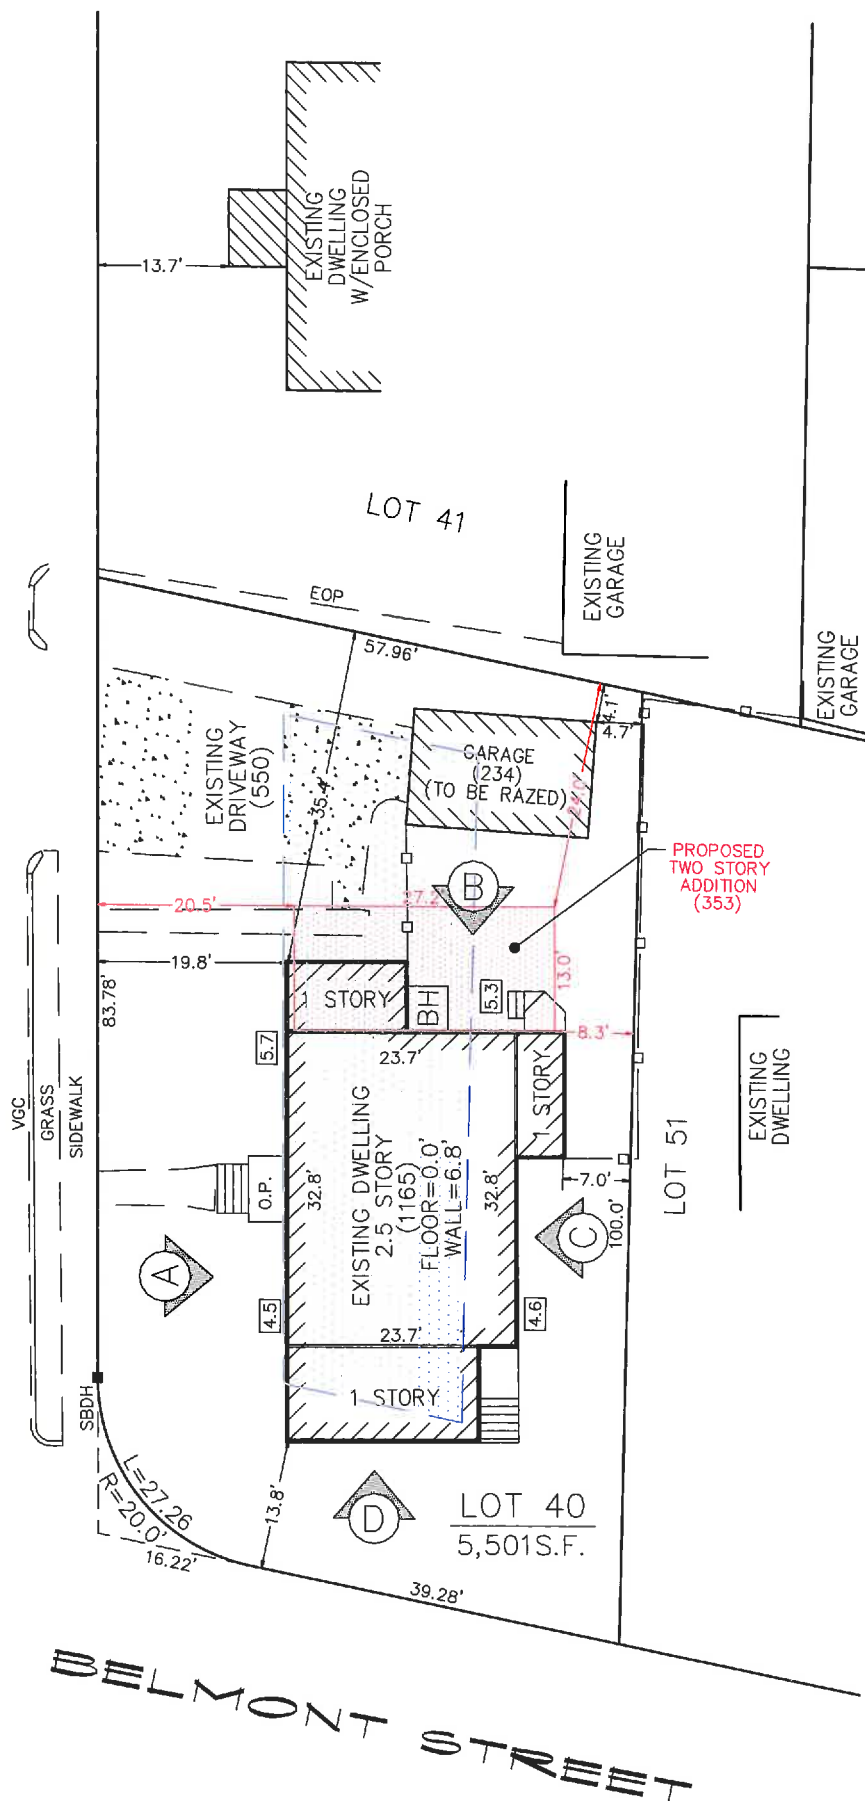 13.7'
EXISTING
DWELLING
W/ENCLOSED
PORCH
LOT 41
EOP
EXISTING
GARAGE
EXISTING
GARAGE
57.96'
4.1'
4.7'
EXISTING
DRIVEWAY
(550)
35.4'
GARAGE
(234)
(TO BE RAZED)
24.0'
PROPOSED
TWO STORY
ADDITION
(353)
B
27.2'
20.5'
19.8'
13.0'
8.3'
1 STORY
BH
5.3
5.7
23.7'
1 STORY
83.78'
VGC
GRASS
SIDEWALK
O.P.
32.8'
EXISTING DWELLING
2.5 STORY
(1165)
FLOOR=0.0'
WALL=6.8'
32.8'
7.0'
100.0'
LOT 51
EXISTING
DWELLING
A
C
4.5
4.6
23.7'
1 STORY
SBDH
L=27.26
R=20.0'
16.22'
13.8'
D
LOT 40
5,501S.F.
39.28'
BELMONT STREET